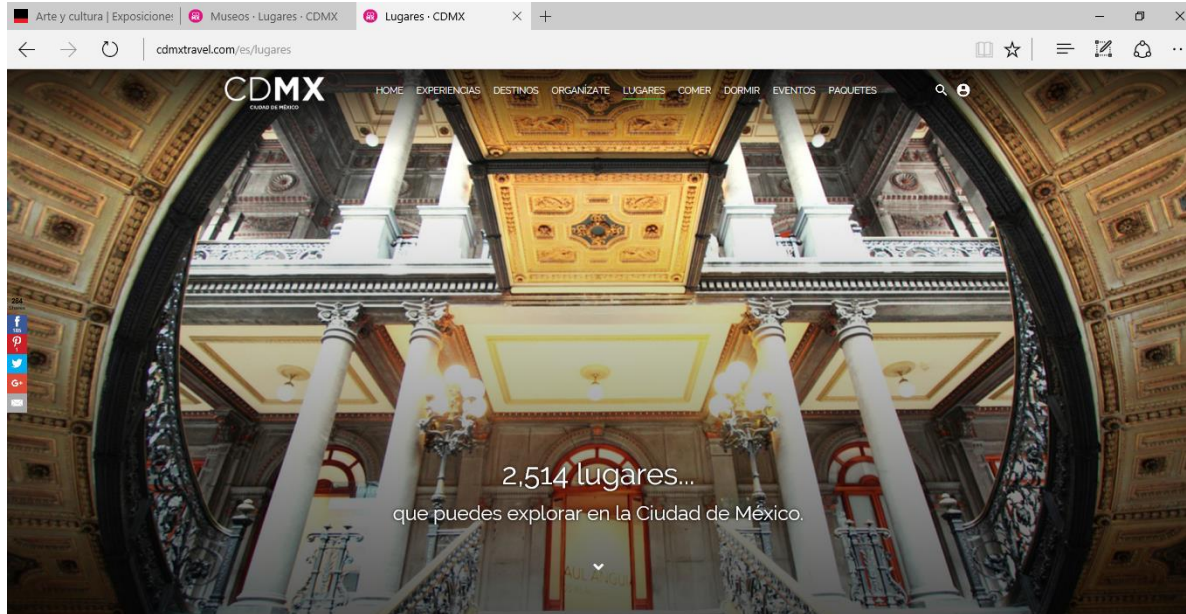 Arte y cultura | Exposiciones
Museos · Lugares · CDMX
Lugares · CDMX
cdmxtravel.com/es/lugares
CDMX
CIUDAD DE MÉXICO
HOME EXPERIENCIAS DESTINOS ORGANÍZATE LUGARES COMER DORMIR EVENTOS PAQUETES
264
G+
2,514 lugares...
que puedes explorar en la Ciudad de México.